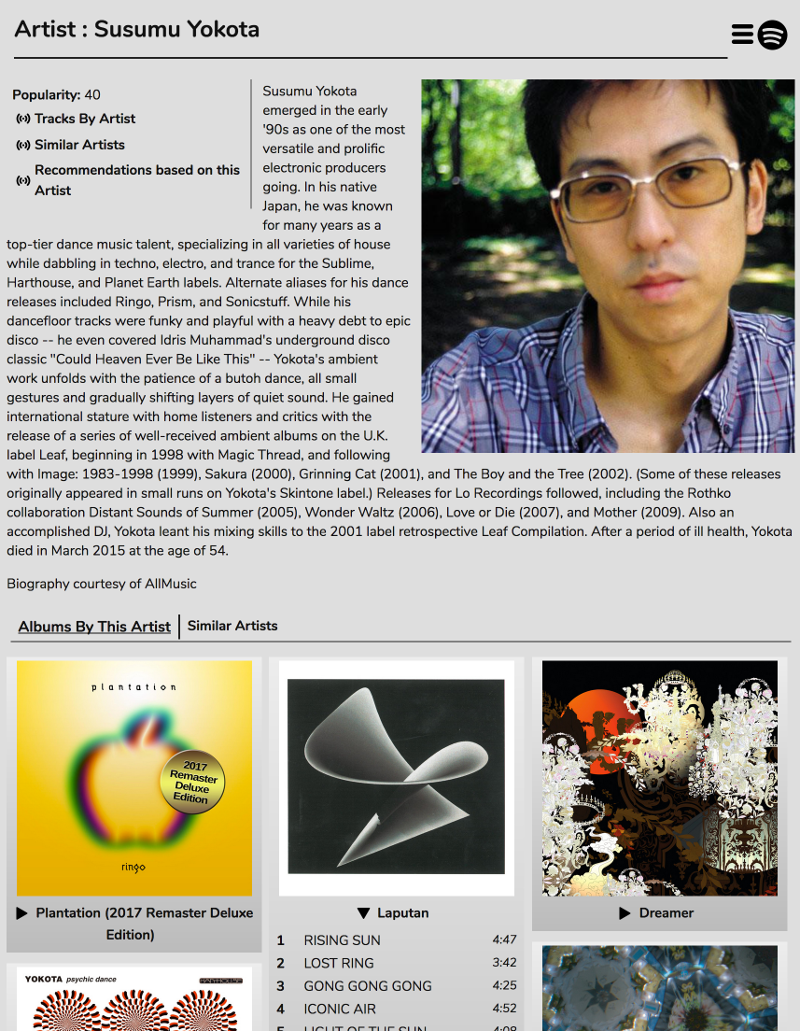 Artist : Susumu Yokota
Popularity: 40
Tracks By Artist
Similar Artists
Recommendations based on this
Artist
Susumu Yokota
emerged in the early
'90s as one of the most
versatile and prolific
electronic producers
going. In his native
Japan, he was known
for many years as a
top-tier dance music talent, specializing in all varieties of house
while dabbling in techno, electro, and trance for the Sublime,
Harthouse, and Planet Earth labels. Alternate aliases for his dance
releases included Ringo, Prism, and Sonicstuff. While his
dancefloor tracks were funky and playful with a heavy debt to epic
disco -- he even covered Idris Muhammad's underground disco
classic "Could Heaven Ever Be Like This" -- Yokota's ambient
work unfolds with the patience of a butoh dance, all small
gestures and gradually shifting layers of quiet sound. He gained
international stature with home listeners and critics with the
release of a series of well-received ambient albums on the U.K.
label Leaf, beginning in 1998 with Magic Thread, and following
with Image: 1983-1998 (1999), Sakura (2000), Grinning Cat (2001), and The Boy and the Tree (2002). (Some of these releases
originally appeared in small runs on Yokota's Skintone label.) Releases for Lo Recordings followed, including the Rothko
collaboration Distant Sounds of Summer (2005), Wonder Waltz (2006), Love or Die (2007), and Mother (2009). Also an
accomplished DJ, Yokota leant his mixing skills to the 2001 label retrospective Leaf Compilation. After a period of ill health, Yokota
died in March 2015 at the age of 54.
Biography courtesy of AllMusic
Albums By This Artist
Similar Artists
plantation
2017
Remaster
Deluxe
Edition
ringo
Plantation (2017 Remaster Deluxe
Edition)
Laputan
1 RISING SUN 4:47
2 LOST RING 3:42
3 GONG GONG GONG 4:25
4 ICONIC AIR 4:52
5 LIGHT OF THE SUN 4:08
Dreamer
YOKOTA psychic dance